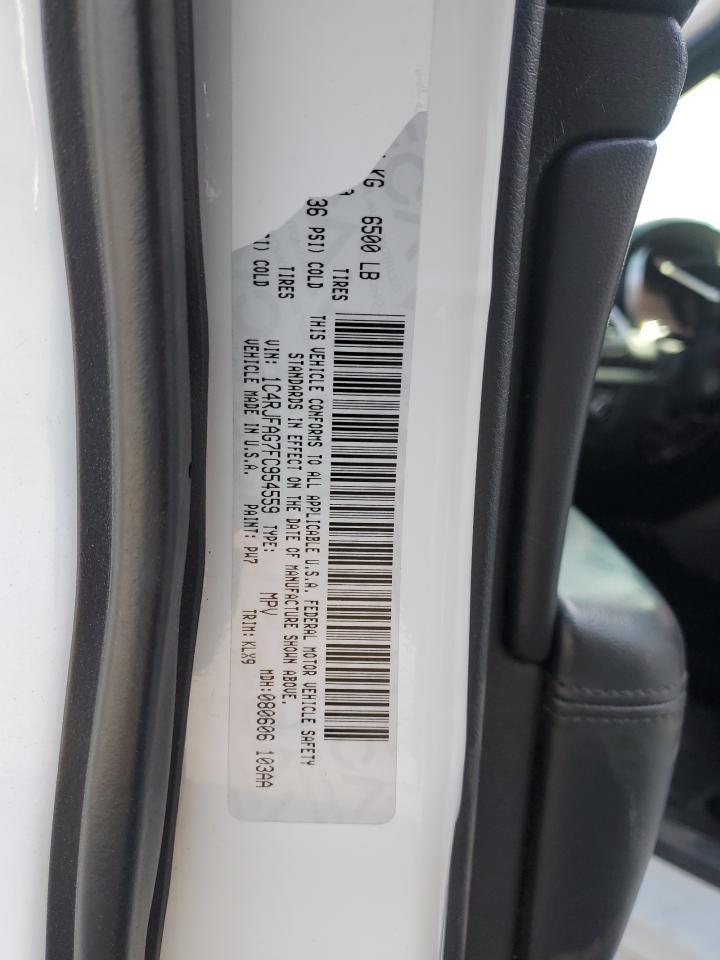 KG 6500 LB
TIRES
36 PSI) COLD
TIRES
COLD
THIS VEHICLE CONFORMS TO ALL APPLICABLE U.S.A. FEDERAL MOTOR VEHICLE SAFETY
STANDARDS IN EFFECT ON THE DATE OF MANUFACTURE SHOWN ABOVE.
VIN: 1C4RJFAG7FC954559 TYPE: MPV MDH:080606 103AA
VEHICLE MADE IN U.S.A. PAINT: PW7 TRIM:KLX9